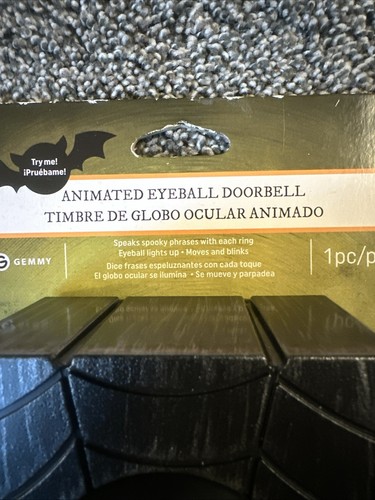 Try me!
¡Pruébame!
ANIMATED EYEBALL DOORBELL
TIMBRE DE GLOBO OCULAR ANIMADO
GEMMY
Speaks spooky phrases with each ring
Eyeball lights up • Moves and blinks
Dice frases espeluznantes con cada toque
El globo ocular se ilumina • Se mueve y parpadea
1pc/p